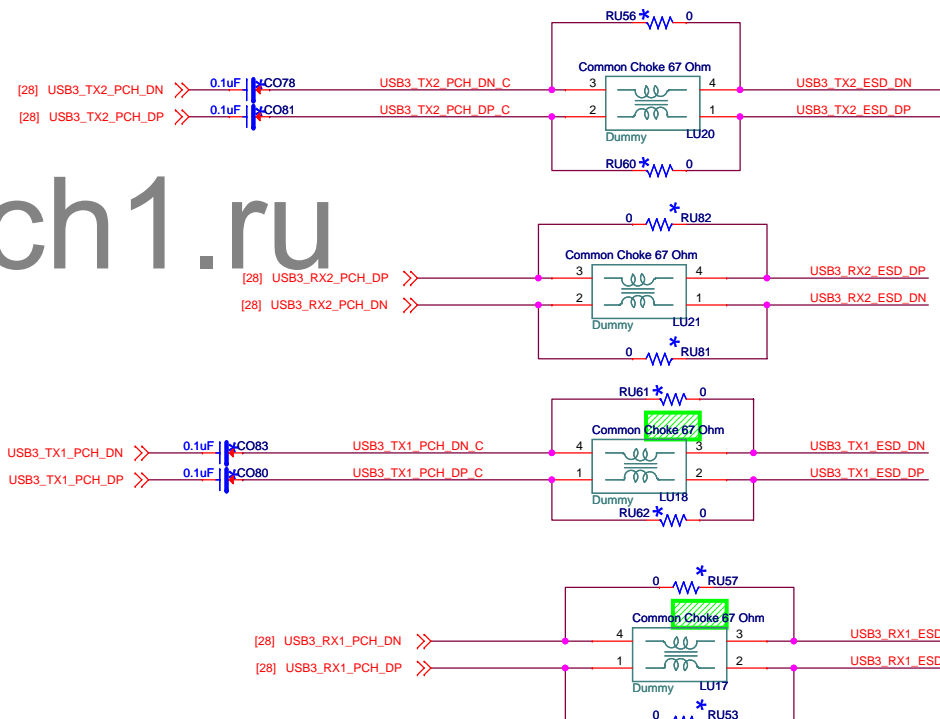 RU56 * 0
Common Choke 67 Ohm
[28] USB3_TX2_PCH_DN 0.1uF CO78 USB3_TX2_PCH_DN_C 3 4 USB3_TX2_ESD_DN
[28] USB3_TX2_PCH_DP 0.1uF CO81 USB3_TX2_PCH_DP_C 2 1 USB3_TX2_ESD_DP
Dummy LU20
RU60 * 0
ch1.ru
0 * RU82
Common Choke 67 Ohm
[28] USB3_RX2_PCH_DP 3 4 USB3_RX2_ESD_DP
[28] USB3_RX2_PCH_DN 2 1 USB3_RX2_ESD_DN
Dummy LU21
0 * RU81
RU61 * 0
Common Choke 67 Ohm
USB3_TX1_PCH_DN 0.1uF CO83 USB3_TX1_PCH_DN_C 4 3 USB3_TX1_ESD_DN
USB3_TX1_PCH_DP 0.1uF CO80 USB3_TX1_PCH_DP_C 1 2 USB3_TX1_ESD_DP
Dummy LU18
RU62 * 0
0 * RU57
Common Choke 67 Ohm
[28] USB3_RX1_PCH_DN 4 3 USB3_RX1_ESD
[28] USB3_RX1_PCH_DP 1 2 USB3_RX1_ESD
Dummy LU17
0 * RU53